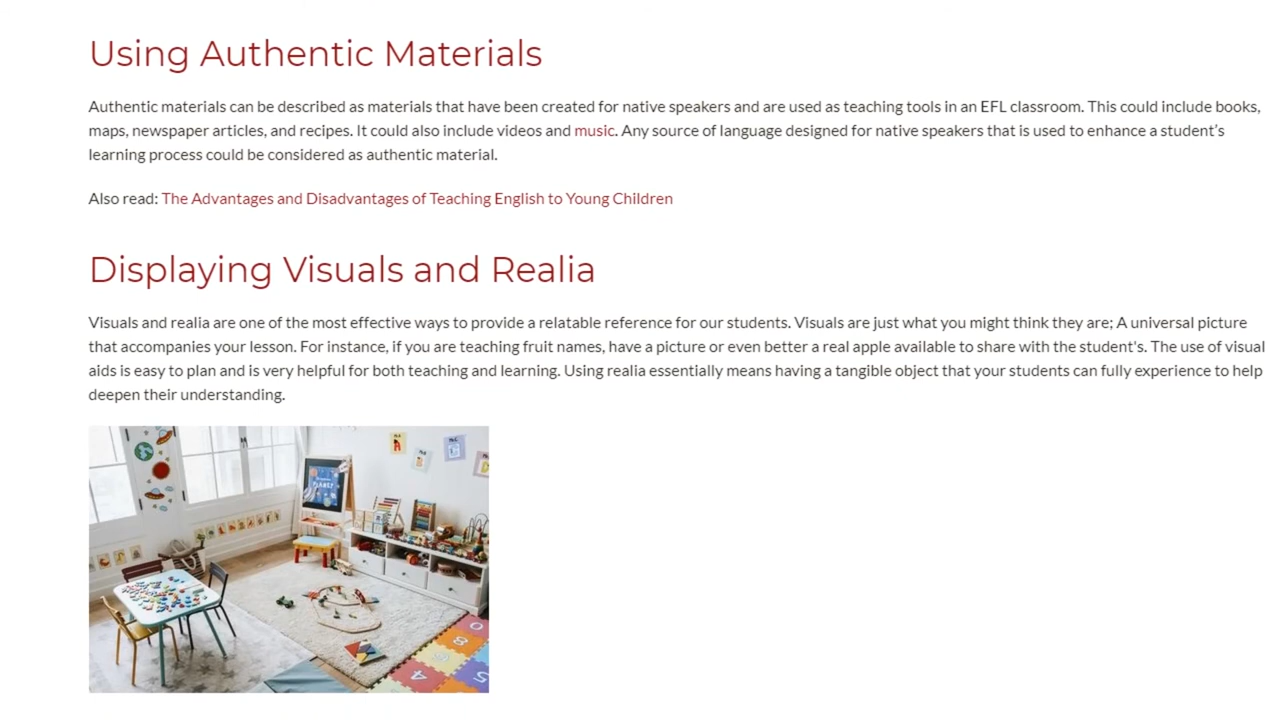 Using Authentic Materials
Authentic materials can be described as materials that have been created for native speakers and are used as teaching tools in an EFL classroom. This could include books,
maps, newspaper articles, and recipes. It could also include videos and music. Any source of language designed for native speakers that is used to enhance a student’s
learning process could be considered as authentic material.
Also read: The Advantages and Disadvantages of Teaching English to Young Children
Displaying Visuals and Realia
Visuals and realia are one of the most effective ways to provide a relatable reference for our students. Visuals are just what you might think they are; A universal picture
that accompanies your lesson. For instance, if you are teaching fruit names, have a picture or even better a real apple available to share with the student's. The use of visual
aids is easy to plan and is very helpful for both teaching and learning. Using realia essentially means having a tangible object that your students can fully experience to help
deepen their understanding.
PLANET
0
8
4
5